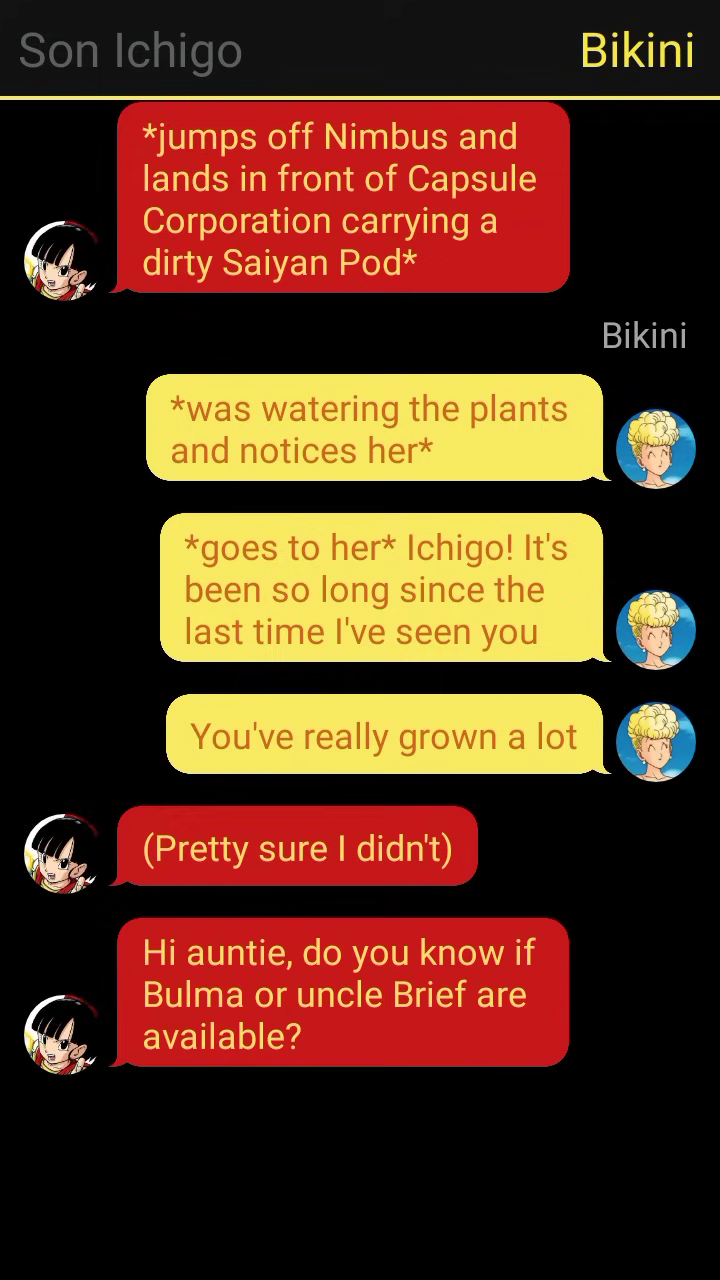 Son Ichigo
Bikini
*jumps off Nimbus and
lands in front of Capsule
Corporation carrying a
dirty Saiyan Pod*
Bikini
*was watering the plants
and notices her*
*goes to her* Ichigo! It's
been so long since the
last time I've seen you
You've really grown a lot
(Pretty sure I didn't)
Hi auntie, do you know if
Bulma or uncle Brief are
available?